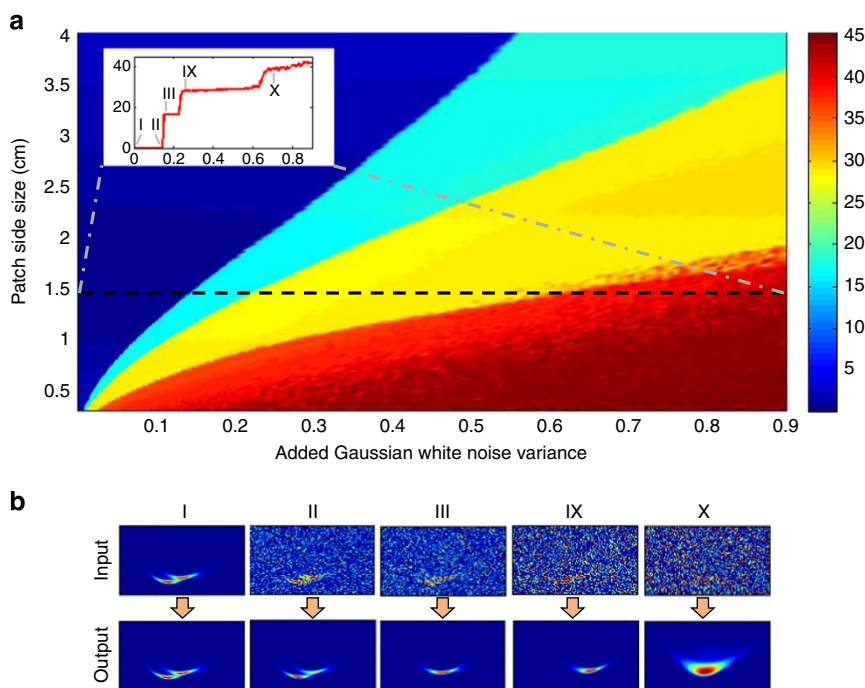 a
4
3.5
3
2.5
2
1.5
1
0.5
Patch side size (cm)
40
20
0
I
II
III
IX
X
0
0.2
0.4
0.6
0.8
0.1
0.2
0.3
0.4
0.5
0.6
0.7
0.8
0.9
Added Gaussian white noise variance
45
40
35
30
25
20
15
10
5
b
I
II
III
IX
X
Input
Output